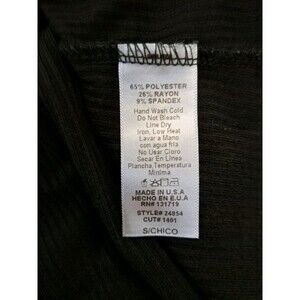 65% POLYESTER
26% RAYON
9% SPANDEX
Hand Wash Cold
Do Not Bleach
Line Dry
Iron, Low Heat
Lavar a Mano
con agua fria
No Usar Cloro
Secar En Linea
Plancha,Temperatura
Minima
MADE IN U.S.A
HECHO EN E.U.A
RN# 131719
STYLE# 24854
CUT# 1401
S/CHICO